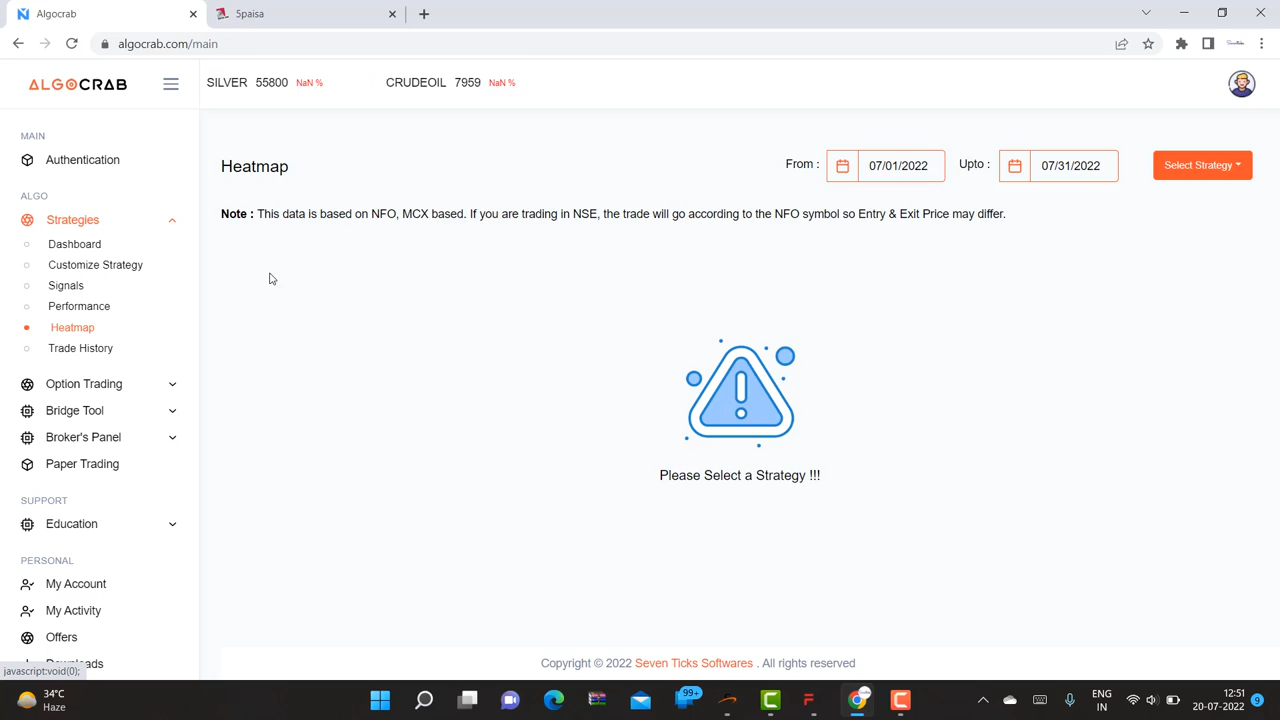 Algocrab
5paisa
algocrab.com/main
ALGOCRAB
SILVER 55800 NaN %
CRUDEOIL 7959 NaN %
MAIN
Authentication
ALGO
Strategies
Dashboard
Customize Strategy
Signals
Performance
Heatmap
Trade History
Option Trading
Bridge Tool
Broker's Panel
Paper Trading
SUPPORT
Education
PERSONAL
My Account
My Activity
Offers
Downloads
javascript:void(0);
Heatmap
From : 07/01/2022
Upto : 07/31/2022
Select Strategy
Note : This data is based on NFO, MCX based. If you are trading in NSE, the trade will go according to the NFO symbol so Entry & Exit Price may differ.
Please Select a Strategy !!!
Copyright © 2022 Seven Ticks Softwares . All rights reserved
34°C
Haze
99+
ENG
IN
12:51
20-07-2022
9